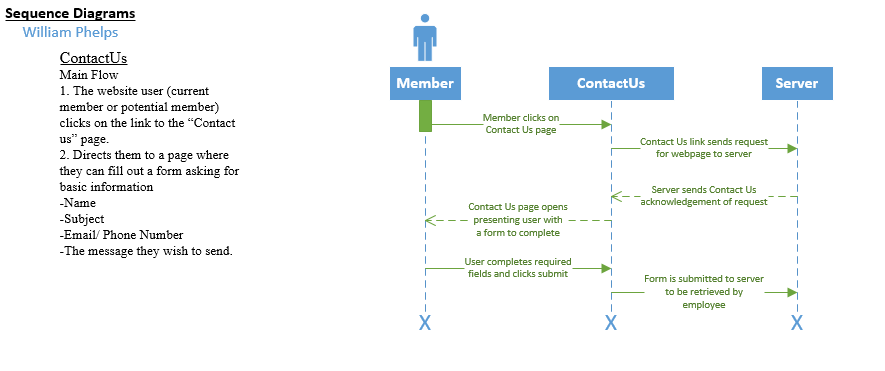 Sequence Diagrams
William Phelps
ContactUs
Main Flow
1. The website user (current
member or potential member)
clicks on the link to the “Contact
us” page.
2. Directs them to a page where
they can fill out a form asking for
basic information
-Name
-Subject
-Email/ Phone Number
-The message they wish to send.
Member
ContactUs
Server
Member clicks on
Contact Us page
Contact Us link sends request
for webpage to server
Server sends Contact Us
acknowledgement of request
Contact Us page opens
presenting user with
a form to complete
User completes required
fields and clicks submit
Form is submitted to server
to be retrieved by
employee
X
X
X